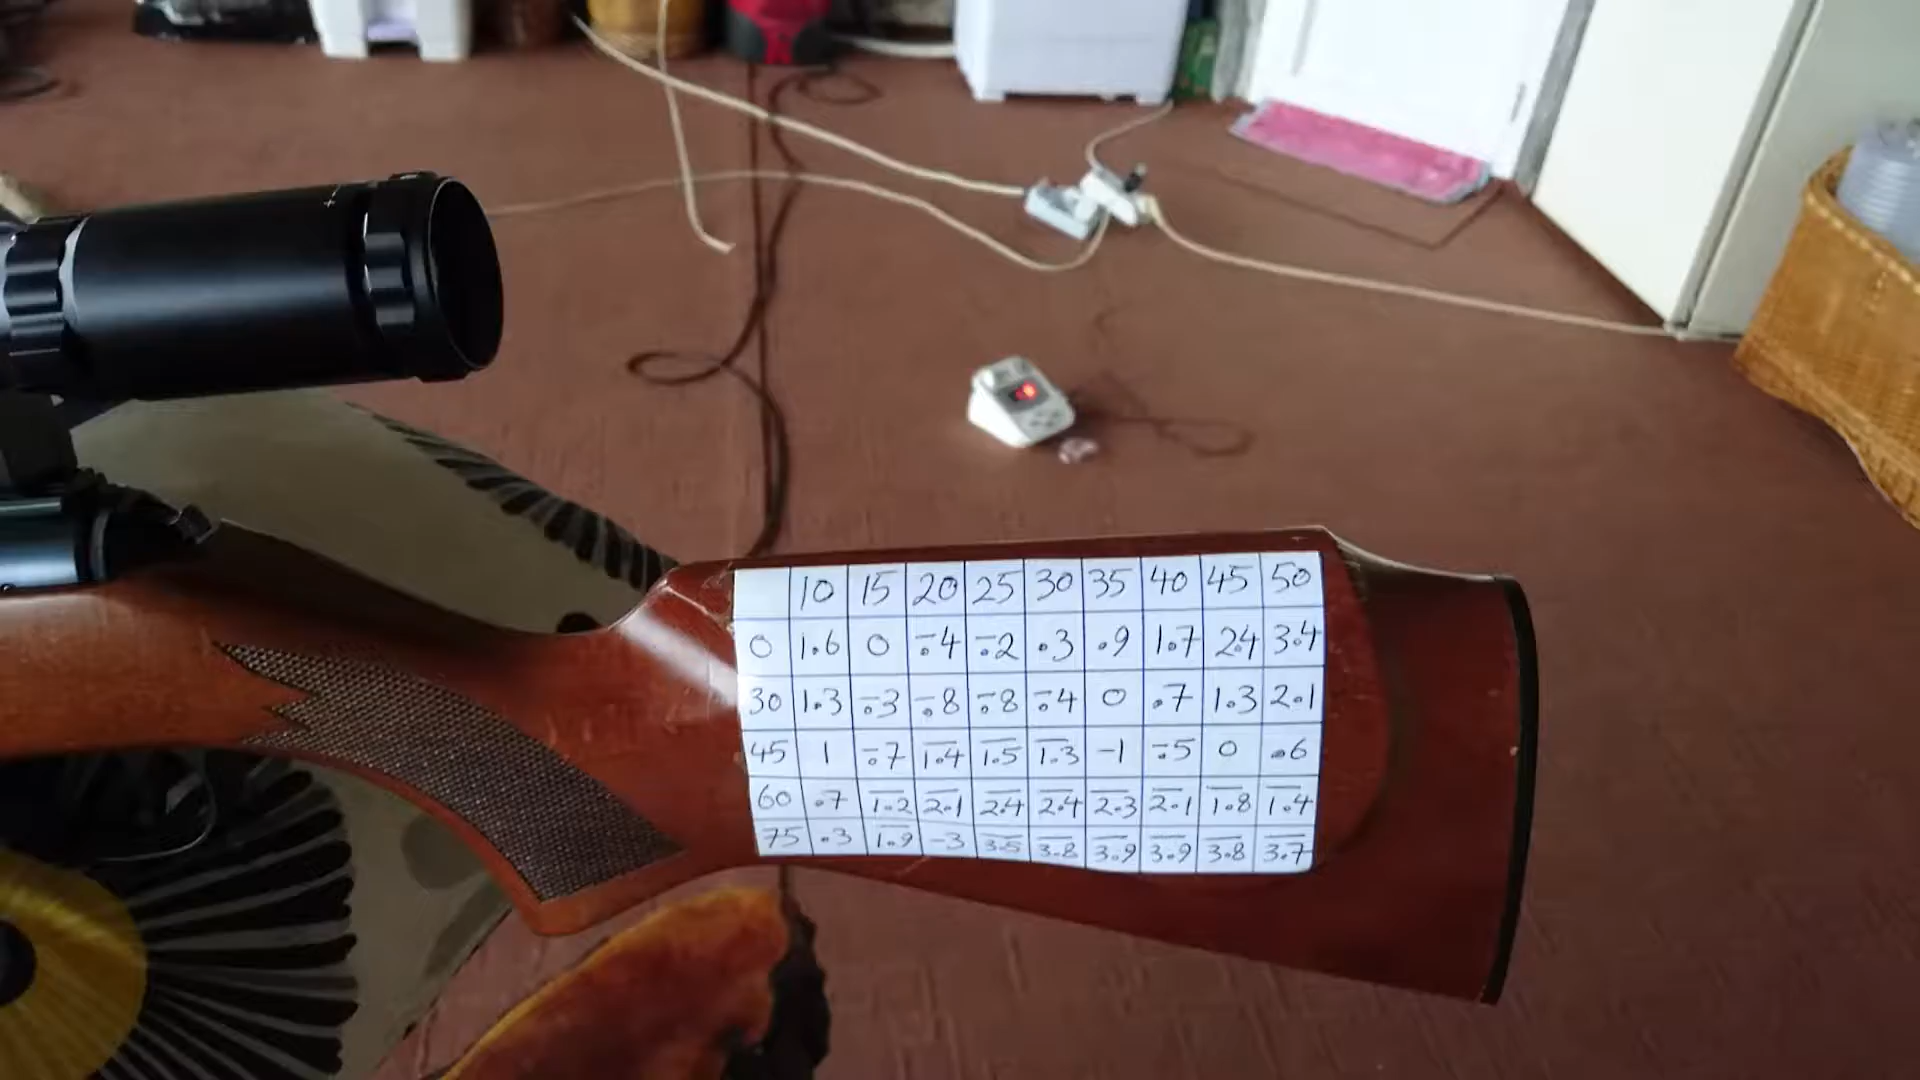 10 15 20 25 30 35 40 45 50
0 1.6 0 -.4 -.2 .3 .9 1.7 2.4 3.4
30 1.3 -.3 -.8 -.8 -.4 0 .7 1.3 2.1
45 1 -.7 -1.4 -1.5 -1.3 -1 -.5 0 .6
60 .7 -1.2 -2.1 -2.4 -2.4 -2.3 -2.1 -1.8 -1.4
75 .3 -1.9 -3 -3.5 -3.8 -3.9 -3.9 -3.8 -3.7